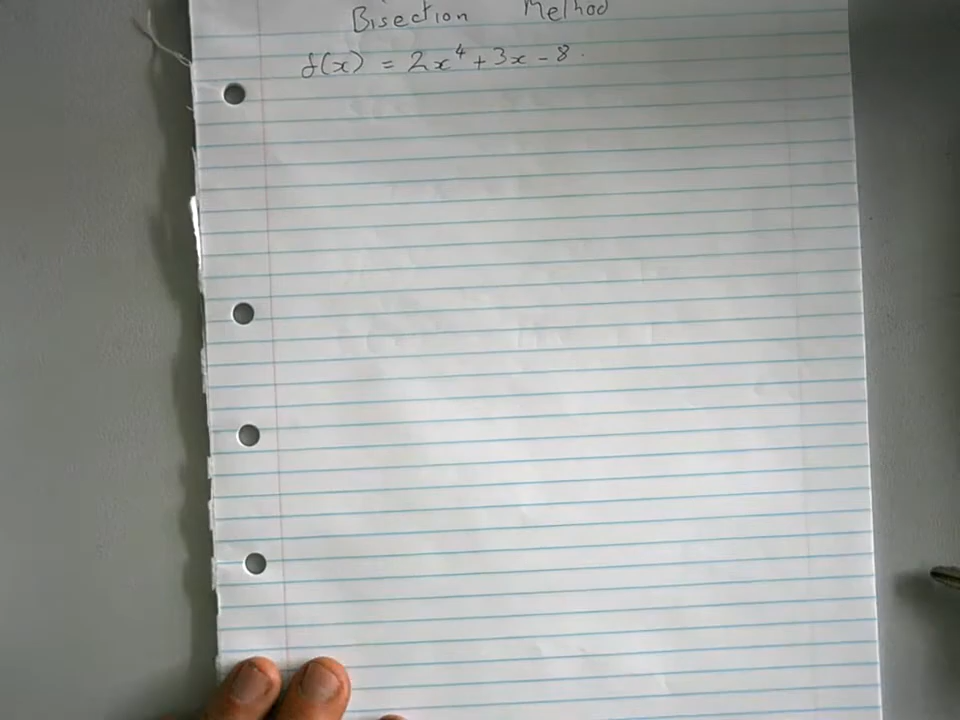 Bisection Method
f(x) = 2x⁴ + 3x - 8.